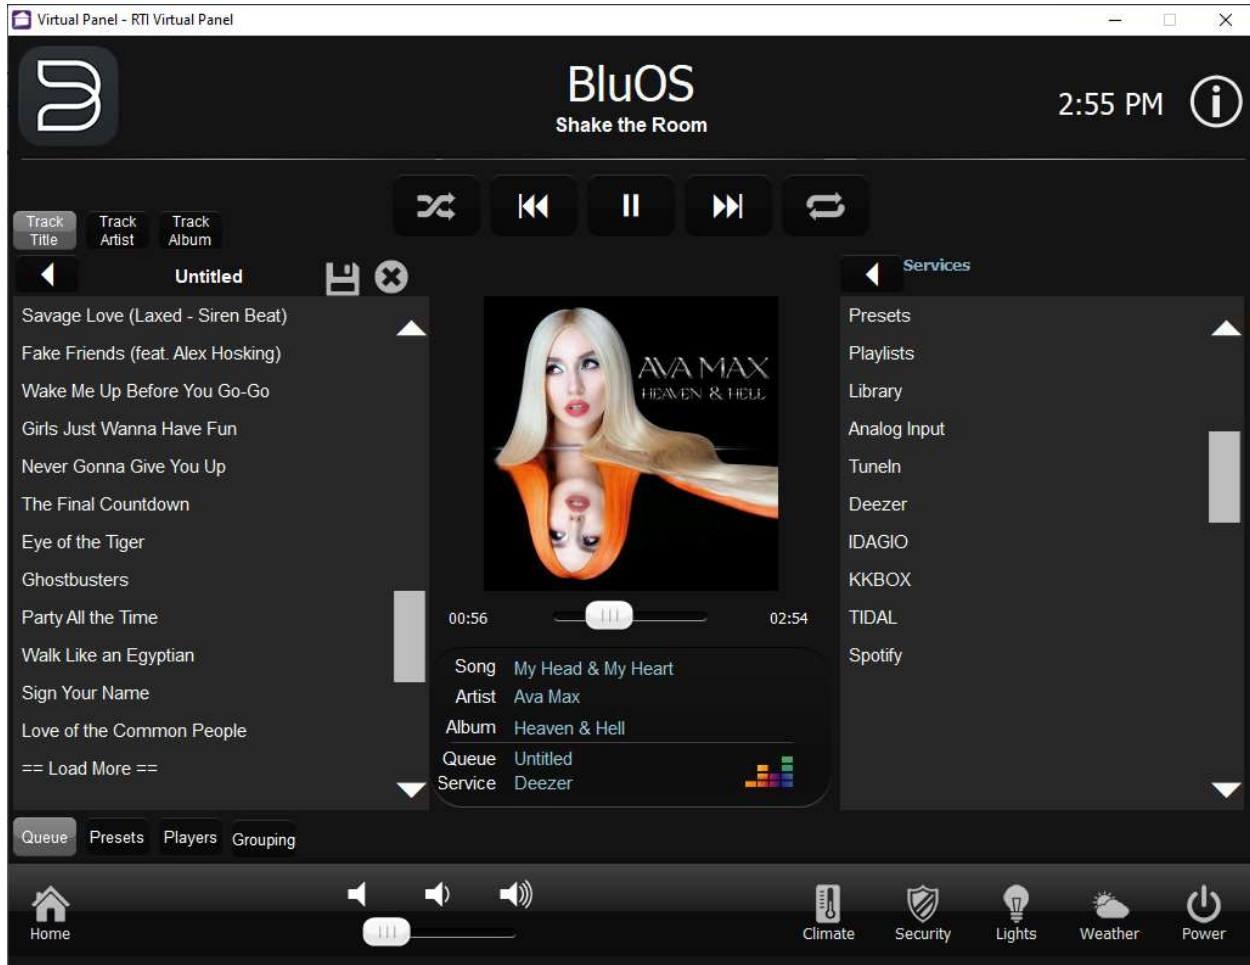 Virtual Panel - RTI Virtual Panel
BluOS
Shake the Room
2:55 PM
Track Title
Track Artist
Track Album
Untitled
Savage Love (Laxed - Siren Beat)
Fake Friends (feat. Alex Hosking)
Wake Me Up Before You Go-Go
Girls Just Wanna Have Fun
Never Gonna Give You Up
The Final Countdown
Eye of the Tiger
Ghostbusters
Party All the Time
Walk Like an Egyptian
Sign Your Name
Love of the Common People
== Load More ==
AVA MAX
HEAVEN & HELL
00:56
02:54
Song My Head & My Heart
Artist Ava Max
Album Heaven & Hell
Queue Untitled
Service Deezer
Services
Presets
Playlists
Library
Analog Input
TuneIn
Deezer
IDAGIO
KKBOX
TIDAL
Spotify
Queue
Presets
Players
Grouping
Home
Climate
Security
Lights
Weather
Power